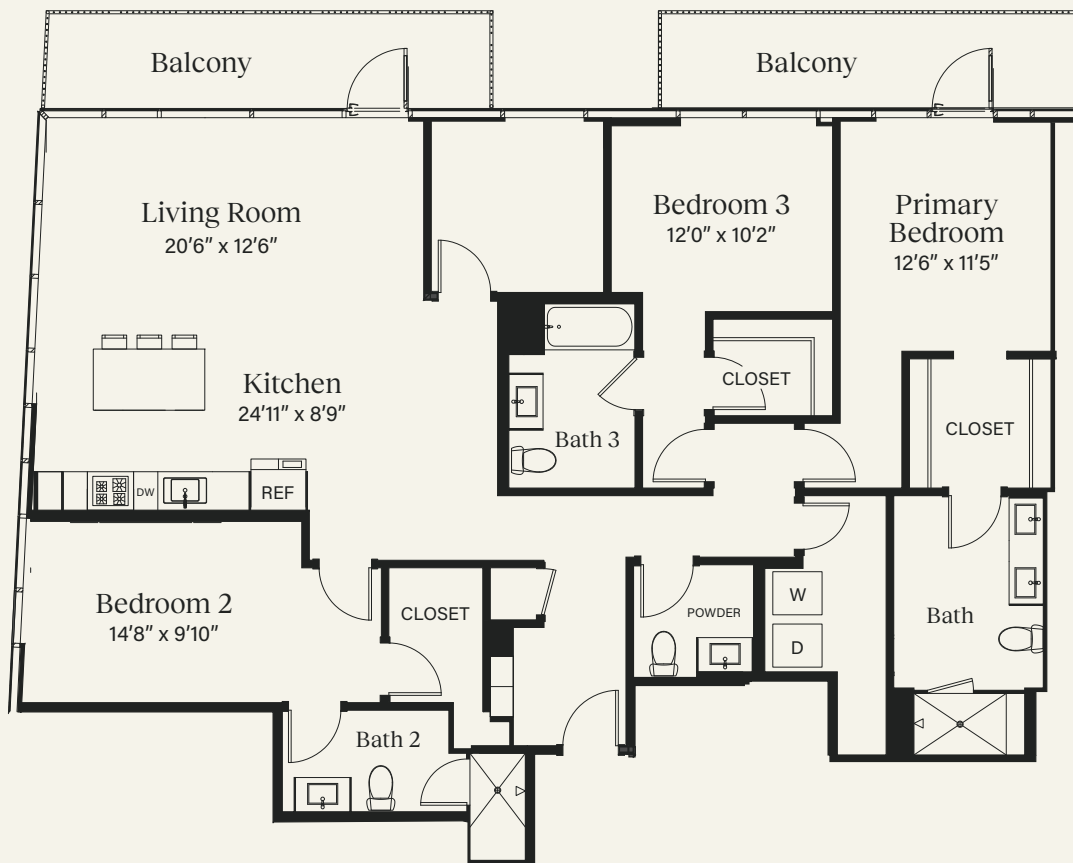 Balcony
Balcony
Living Room
20’6” x 12’6”
Bedroom 3
12’0” x 10’2”
Primary
Bedroom
12’6” x 11’5”
Kitchen
24’11” x 8’9”
CLOSET
CLOSET
Bath 3
DW
REF
Bedroom 2
14’8” x 9’10”
CLOSET
POWDER
W
D
Bath
Bath 2